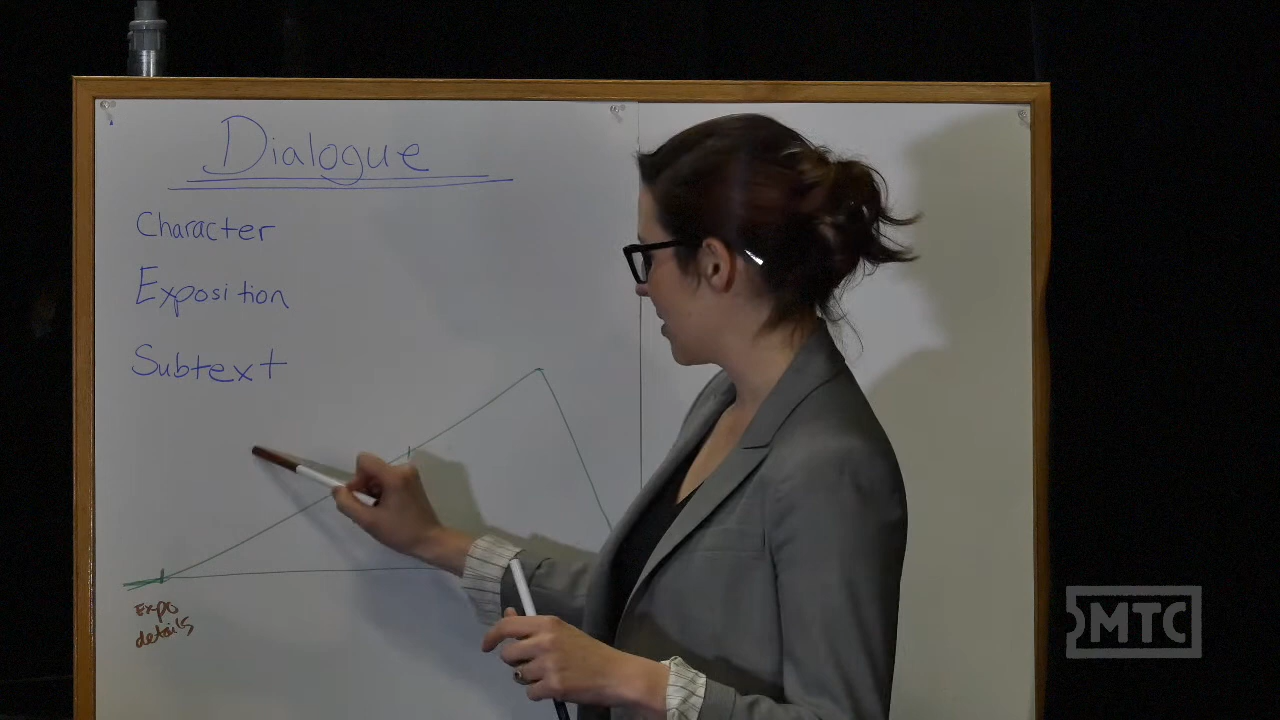 Dialogue
Character
Exposition
Subtext
Expo
details
MTC